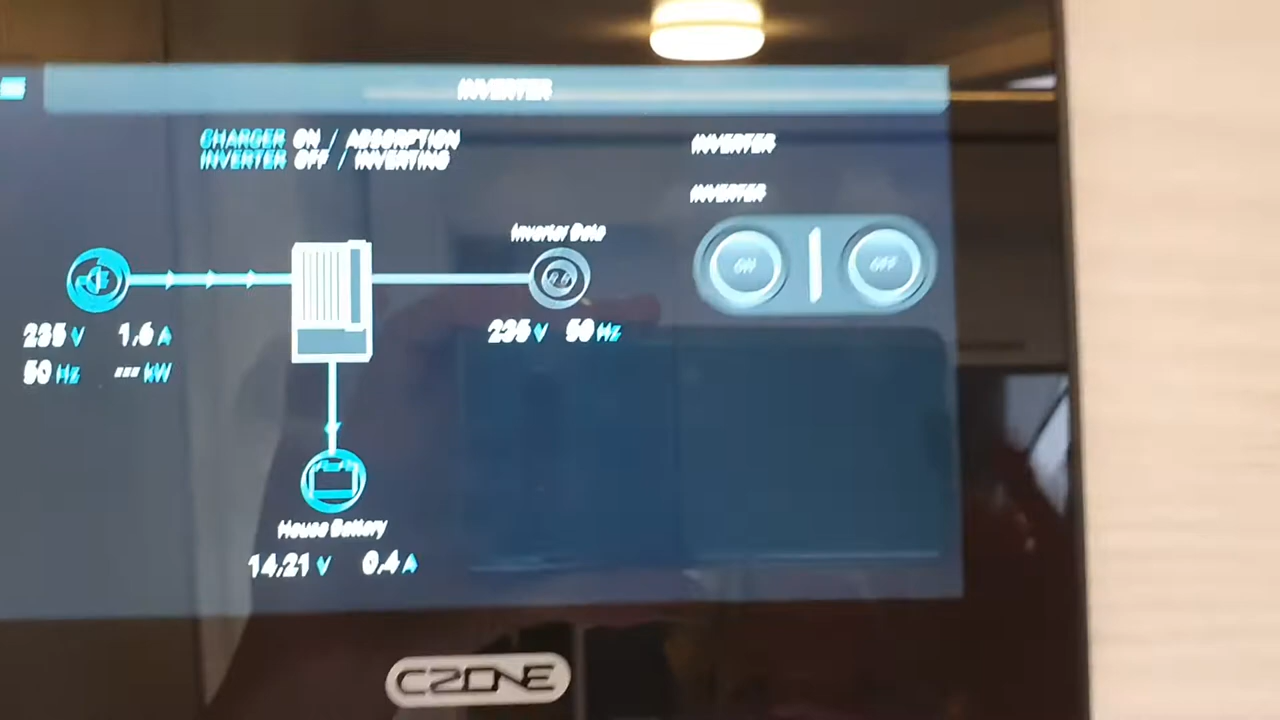 INVERTER
CHARGER ON / ABSORPTION
INVERTER OFF / INVERTING
INVERTER
INVERTER
ON OFF
Inverter Data
235 V 1,6 A
50 Hz --- kW
235 V 50 Hz
House Battery
14,21 V 0,4 A
CZONE